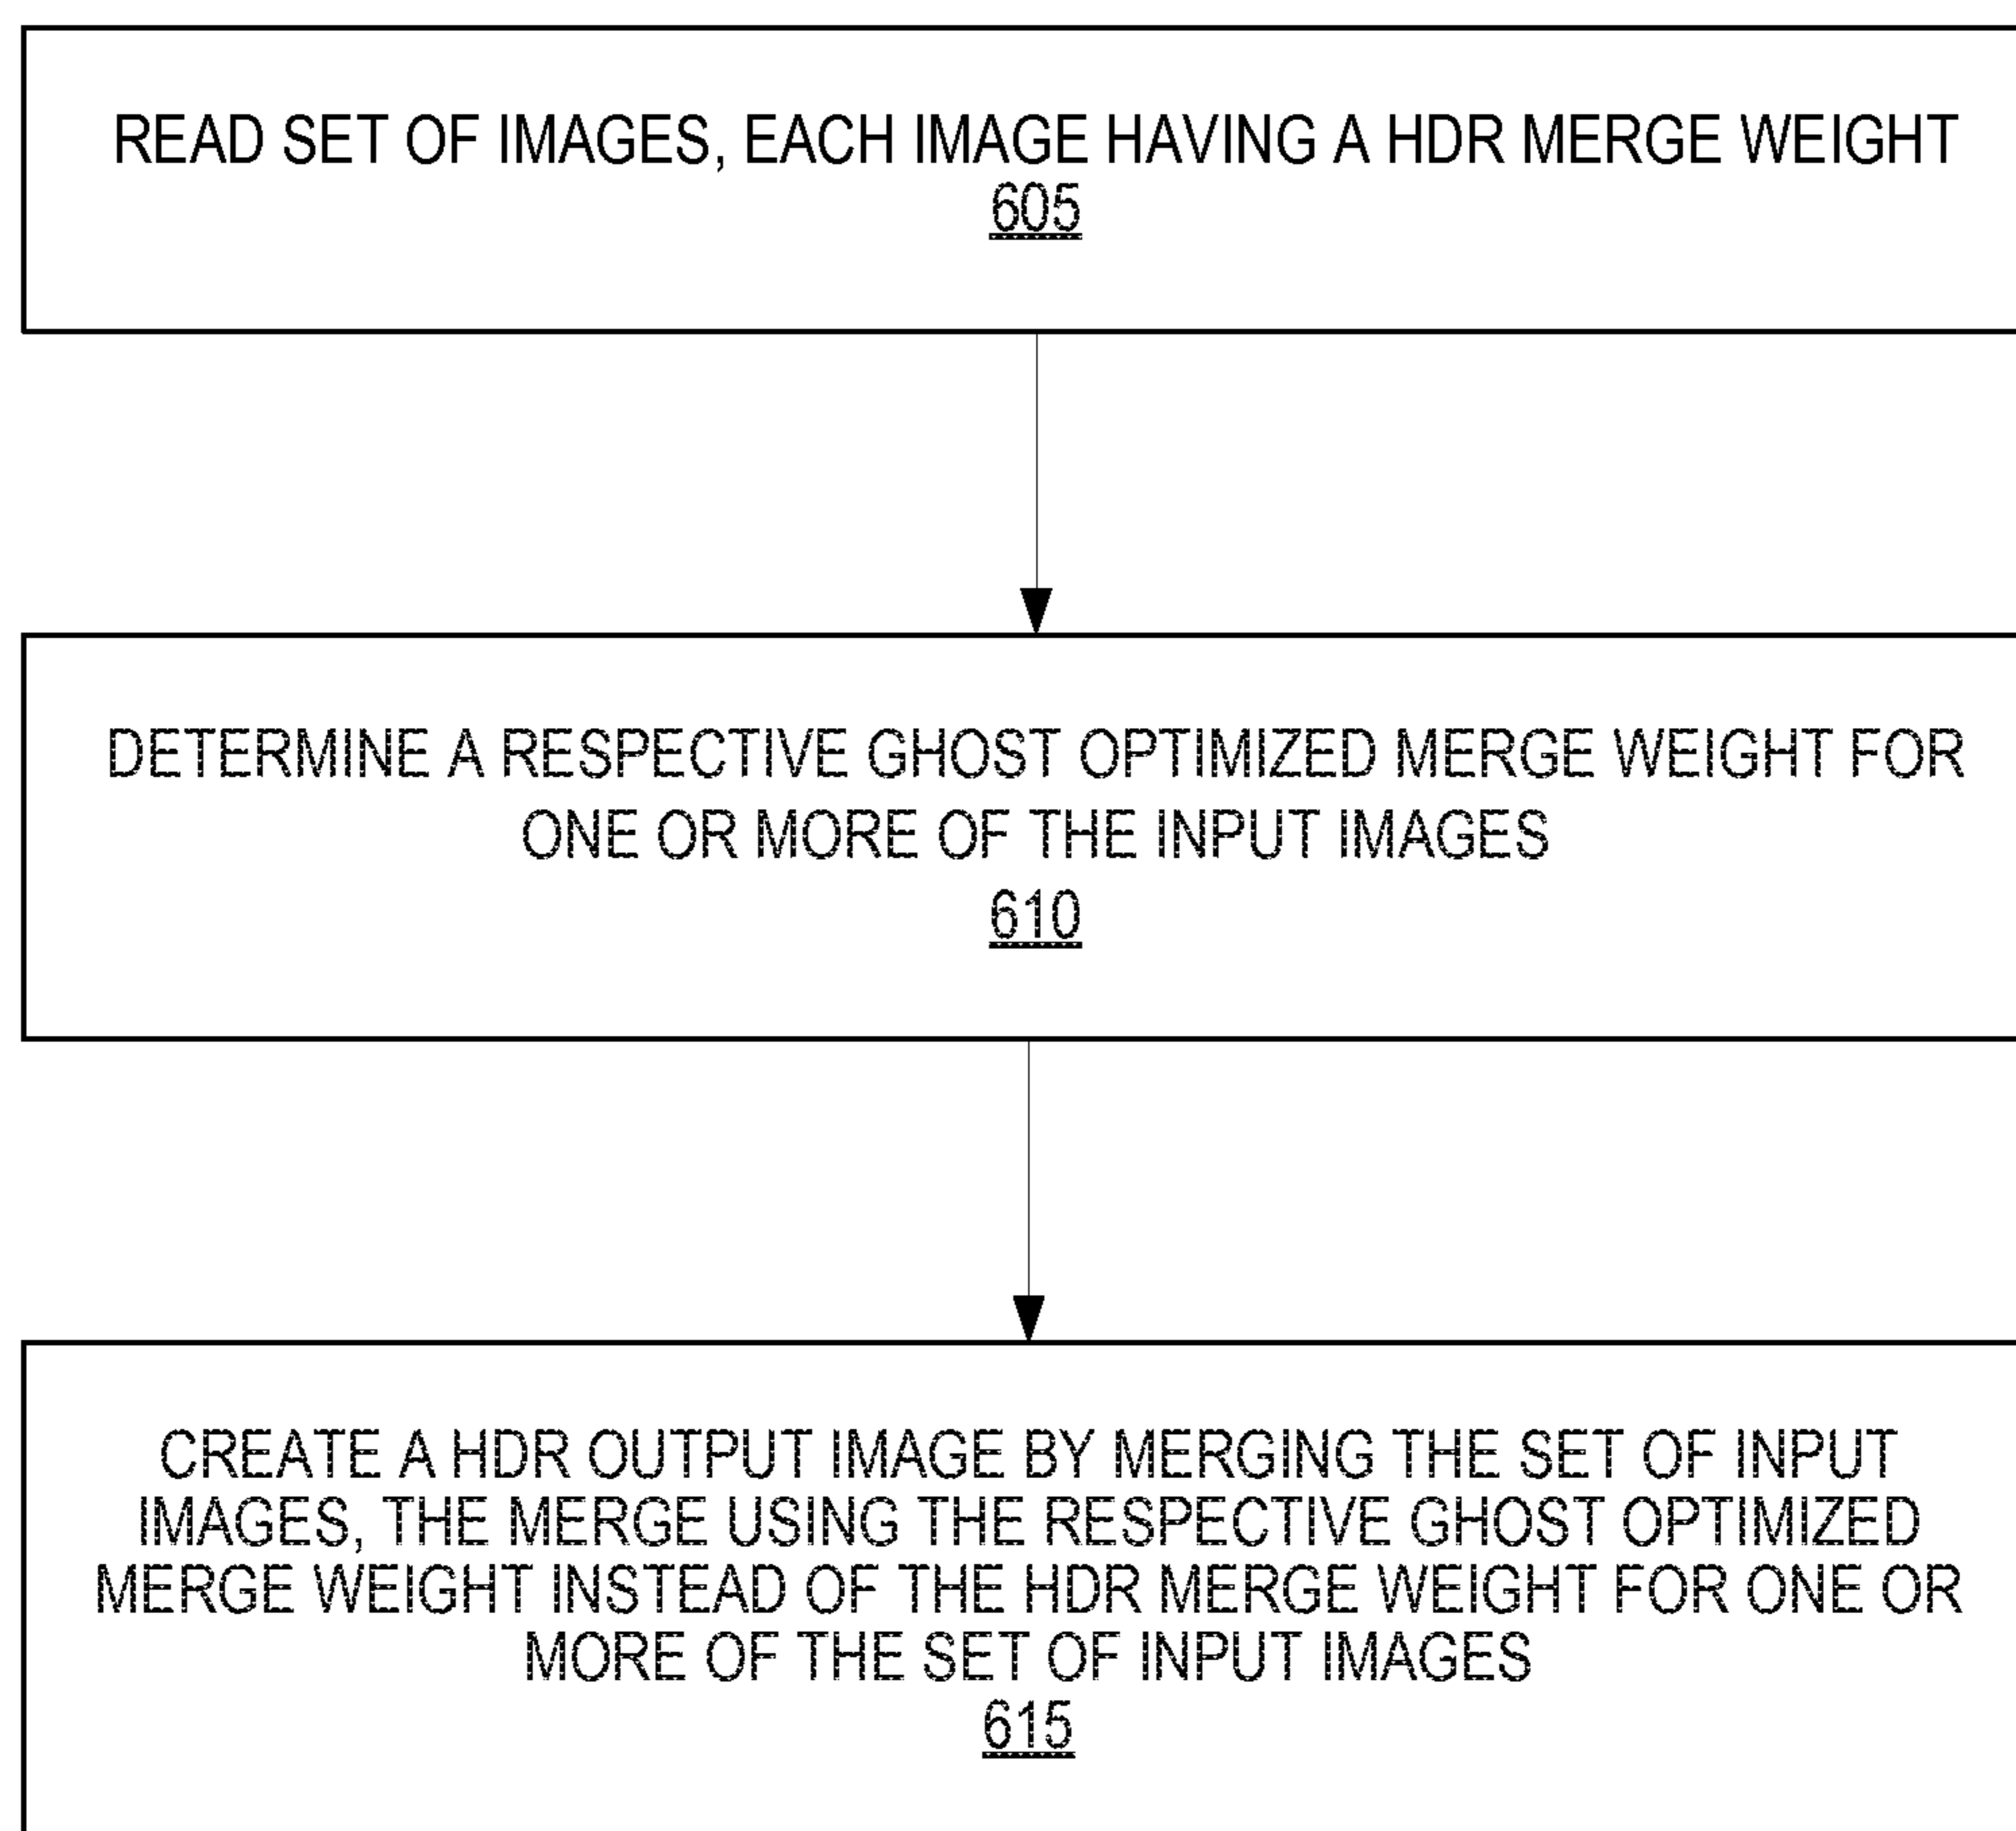 READ SET OF IMAGES, EACH IMAGE HAVING A HDR MERGE WEIGHT
605
DETERMINE A RESPECTIVE GHOST OPTIMIZED MERGE WEIGHT FOR
ONE OR MORE OF THE INPUT IMAGES
610
CREATE A HDR OUTPUT IMAGE BY MERGING THE SET OF INPUT
IMAGES, THE MERGE USING THE RESPECTIVE GHOST OPTIMIZED
MERGE WEIGHT INSTEAD OF THE HDR MERGE WEIGHT FOR ONE OR
MORE OF THE SET OF INPUT IMAGES
615